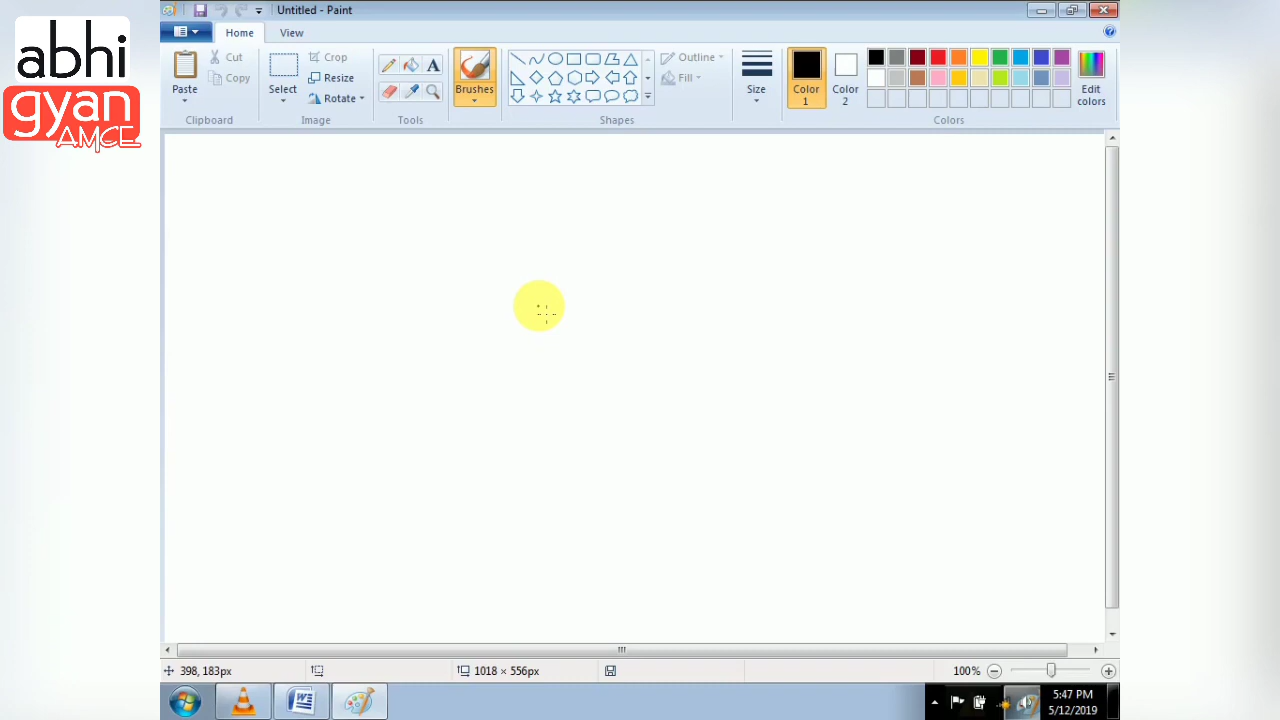 abhi
gyan
AMCE
Untitled - Paint
Home View
Paste
Cut
Copy
Clipboard
Select
Crop
Resize
Rotate
Image
A
Tools
Brushes
Shapes
Outline
Fill
Size
Color
1
Color
2
Edit
colors
Colors
398, 183px
1018 × 556px
100%
5:47 PM
5/12/2019